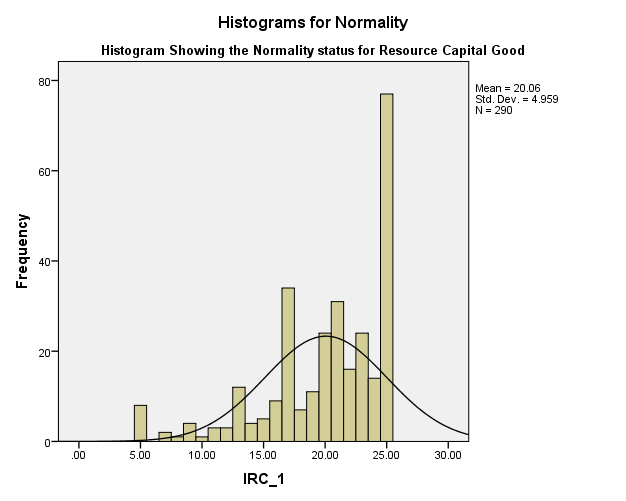 Histograms for Normality
Histogram Showing the Normality status for Resource Capital Good
Mean = 20.06
Std. Dev. = 4.959
N = 290
Frequency
80
60
40
20
0
.00 5.00 10.00 15.00 20.00 25.00 30.00
IRC_1